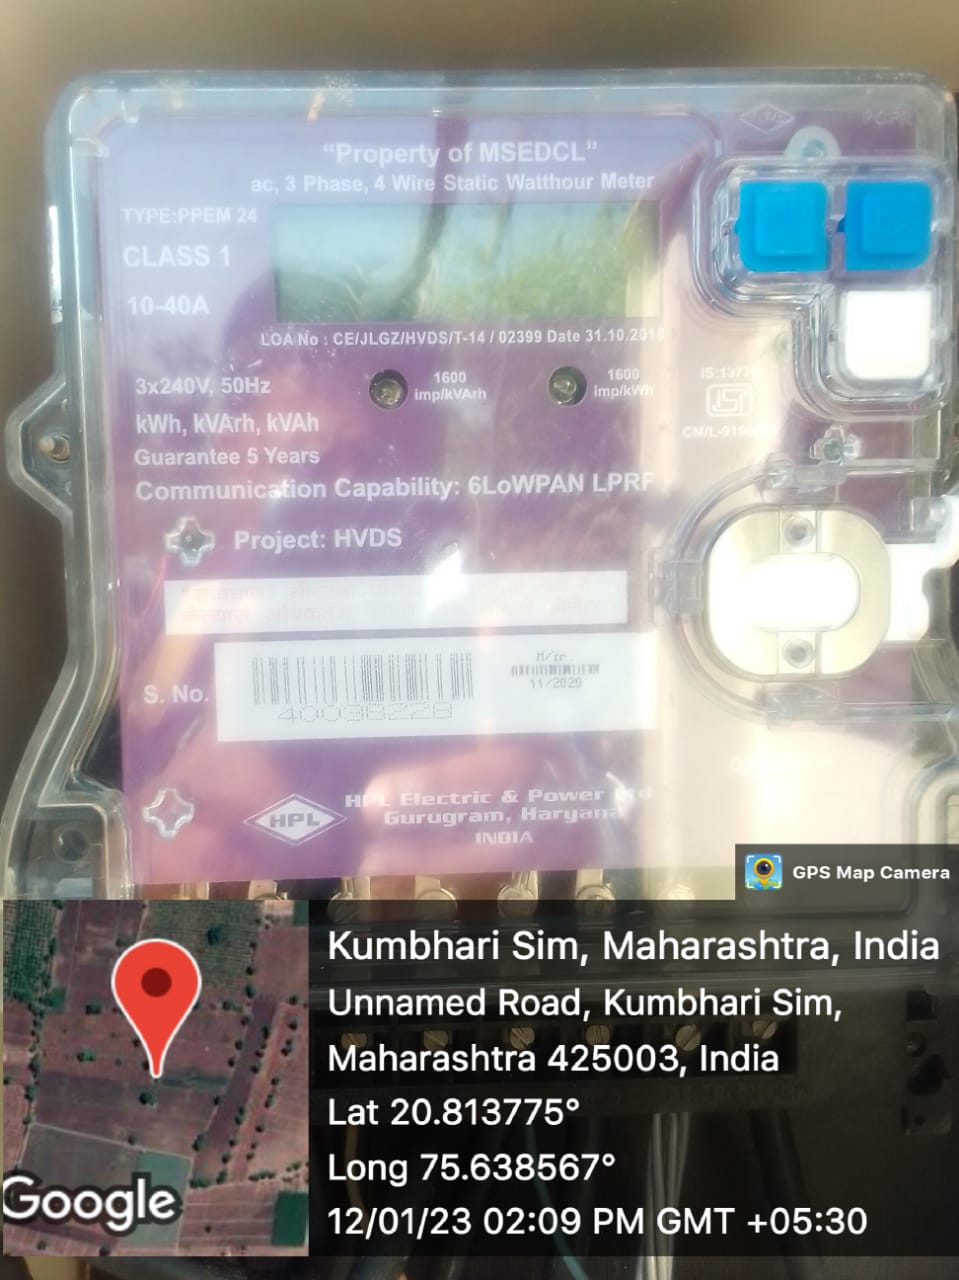 "Property of MSEDCL"
ac, 3 Phase, 4 Wire Static Watthour Meter
TYPE:PPEM 24
CLASS 1
10-40A
LOA No : CE/JLGZ/HVDS/T-14 / 02399 Date 31.10.2018
3x240V, 50Hz
1600
imp/kVArh
1600
imp/kWh
kWh, kVArh, kVAh
Guarantee 5 Years
Communication Capability: 6LoWPAN LPRF
Project: HVDS
S. No.
40038228
M/Yr.
11/2020
HPL
HPL Electric & Power Ltd
Gurugram, Haryana
INDIA
GPS Map Camera
Kumbhari Sim, Maharashtra, India
Unnamed Road, Kumbhari Sim,
Maharashtra 425003, India
Lat 20.813775°
Long 75.638567°
12/01/23 02:09 PM GMT +05:30
Google